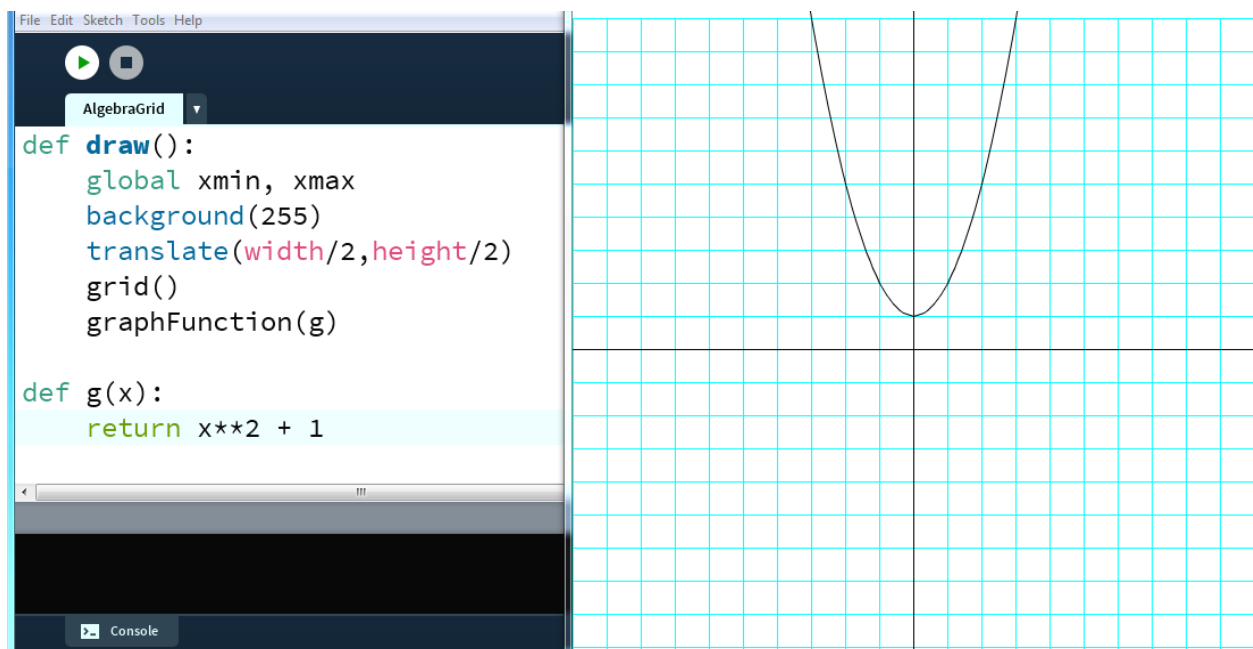 File Edit Sketch Tools Help
AlgebraGrid ▼
def draw():
    global xmin, xmax
    background(255)
    translate(width/2,height/2)
    grid()
    graphFunction(g)
def g(x):
    return x**2 + 1
Console